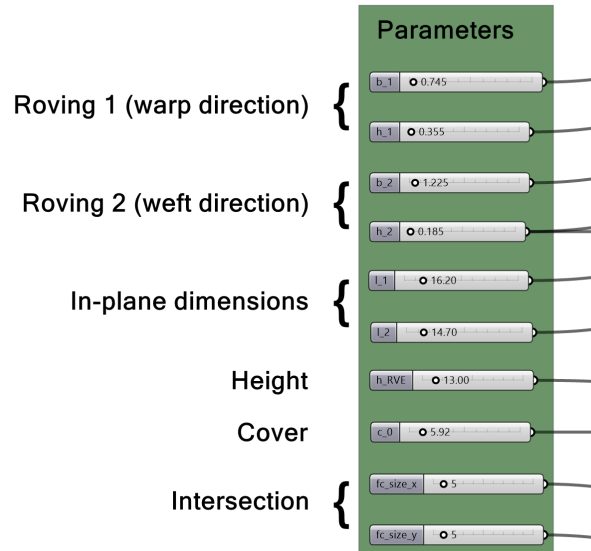 Parameters
Roving 1 (warp direction) {
b_1 0.745
h_1 0.355
Roving 2 (weft direction) {
b_2 1.225
h_2 0.185
In-plane dimensions {
l_1 16.20
l_2 14.70
Height
h_RVE 13.00
Cover
c_0 5.92
Intersection {
fc_size_x 5
fc_size_y 5